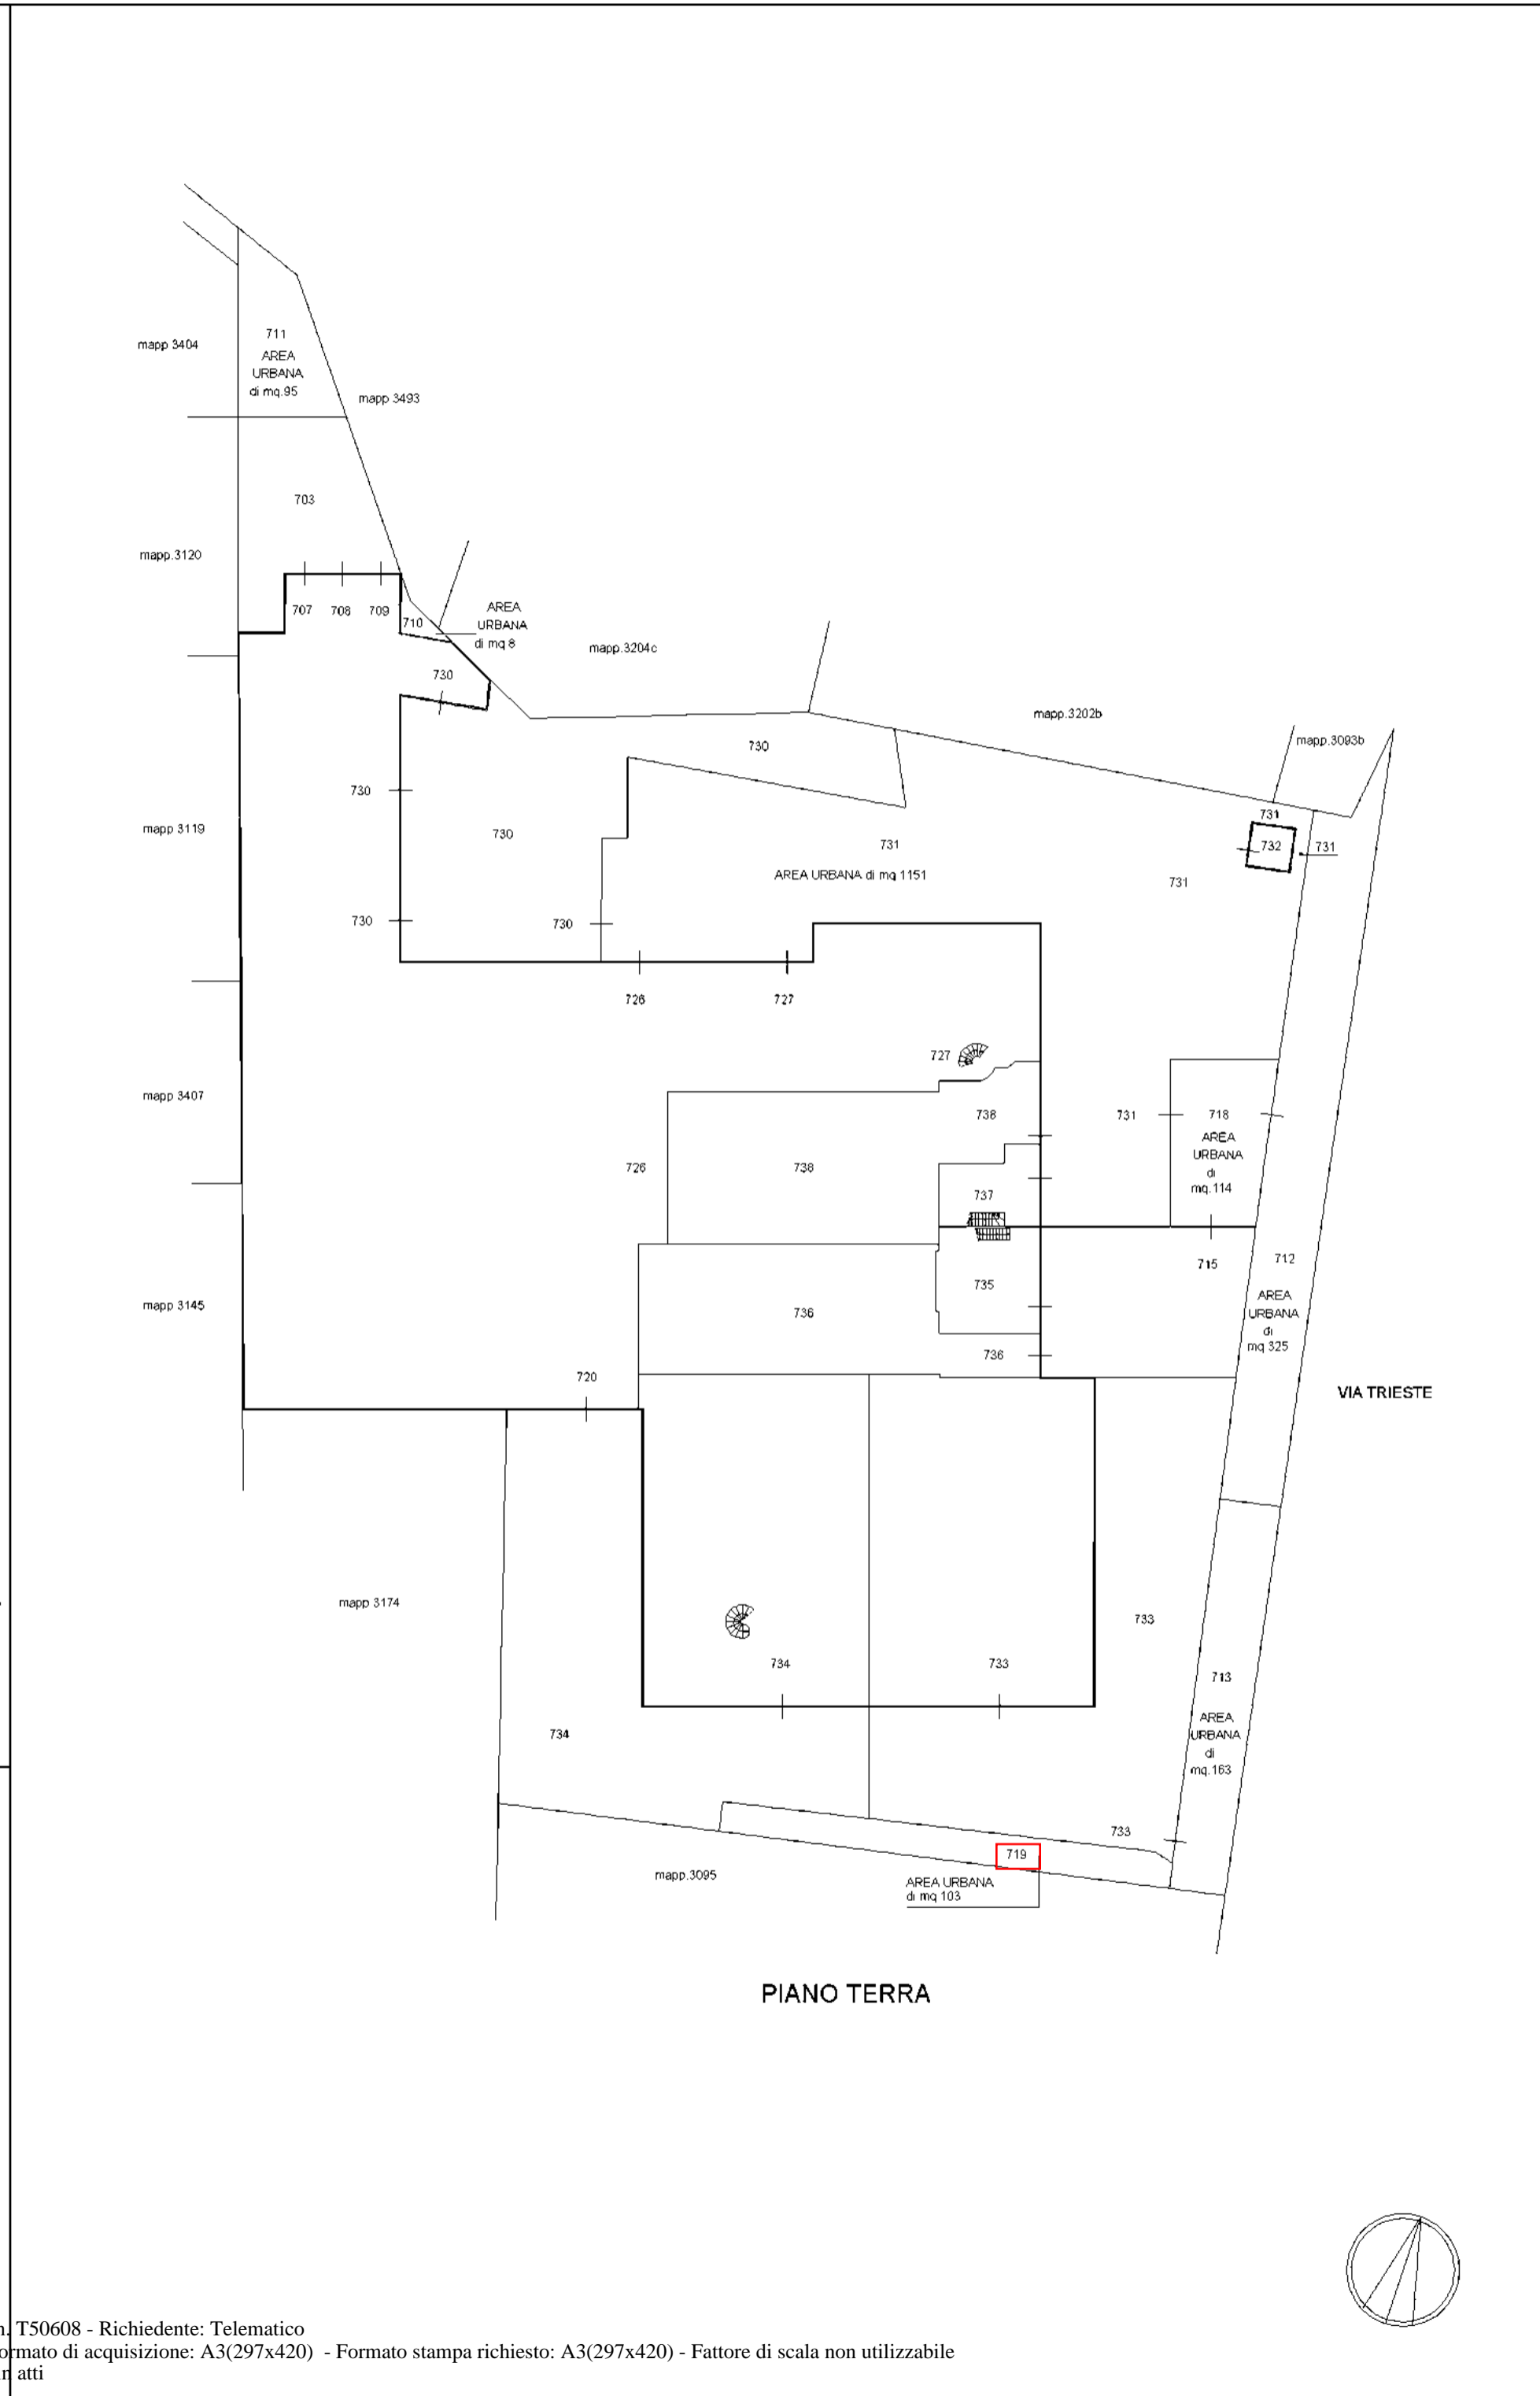 711
mapp 3404
AREA
URBANA
di mq.95
mapp 3493
703
mapp.3120
707
708
709
710
AREA
URBANA
di mq 8
mapp.3204c
730
mapp.3202b
mapp.3093b
730
730
730
731
732
731
mapp 3119
731
AREA URBANA di mq 1151
731
730
730
726
727
727
738
731
718
AREA
URBANA
di
mq.114
mapp 3407
726
738
737
715
712
735
AREA
URBANA
di
mq 325
mapp 3145
736
736
720
VIA TRIESTE
mapp 3174
733
734
733
713
734
AREA
URBANA
di
mq.163
733
719
mapp.3095
AREA URBANA
di mq 103
PIANO TERRA
T50608 - Richiedente: Telematico
ormato di acquisizione: A3(297x420) - Formato stampa richiesto: A3(297x420) - Fattore di scala non utilizzabile
n atti